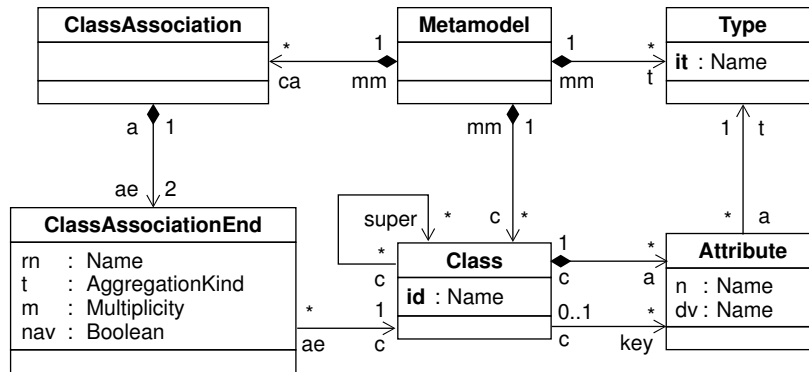 ClassAssociation
Metamodel
Type
it : Name
* 1
ca mm
1 *
mm t
a 1
mm 1
1 t
ae 2
super *
c *
* a
ClassAssociationEnd
rn : Name
t : AggregationKind
m : Multiplicity
nav : Boolean
*
c
Class
id : Name
1 *
c a
Attribute
n : Name
dv : Name
* 1
ae c
0..1 *
c key